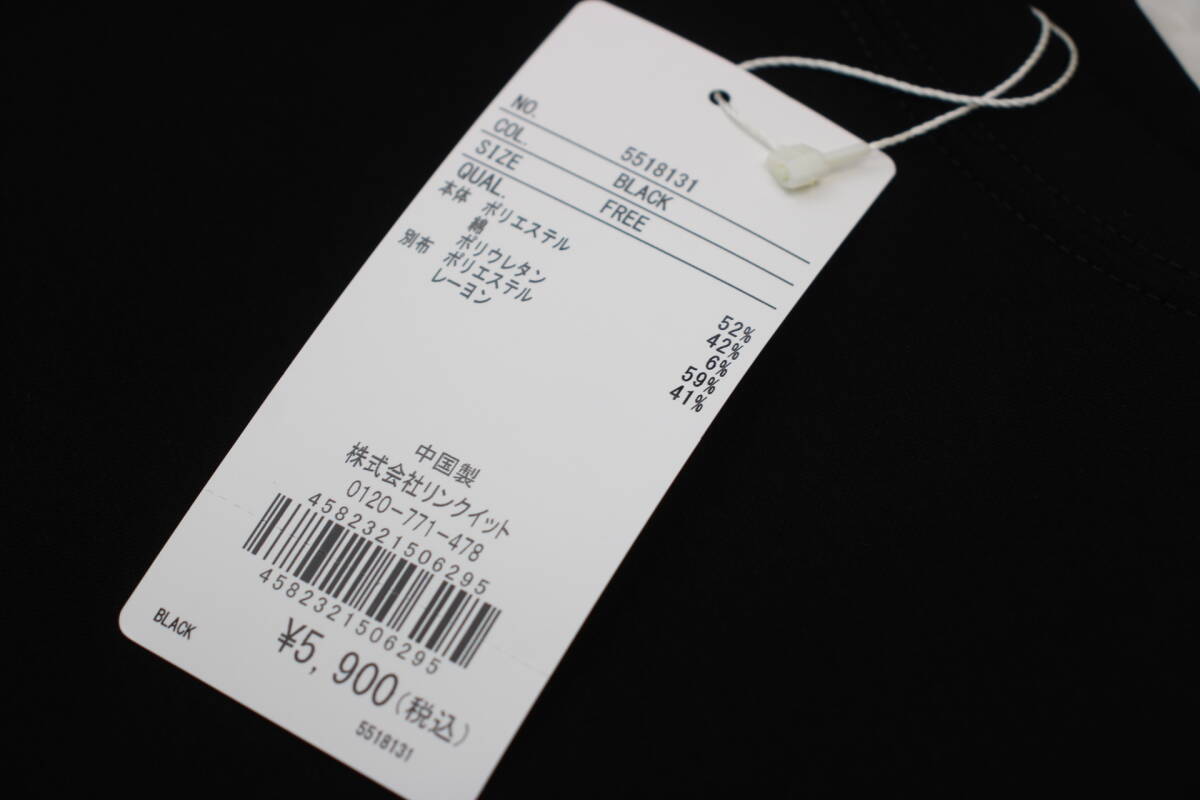 NO. 5518131
COL. BLACK
SIZE FREE
QUAL.
本体 ポリエステル 52%
綿 42%
ポリウレタン 6%
別布 ポリエステル 59%
レーヨン 41%
中国製
株式会社リンクイット
0120-771-478
4582321506295
4582321506295
BLACK ¥5,900(税込)
5518131